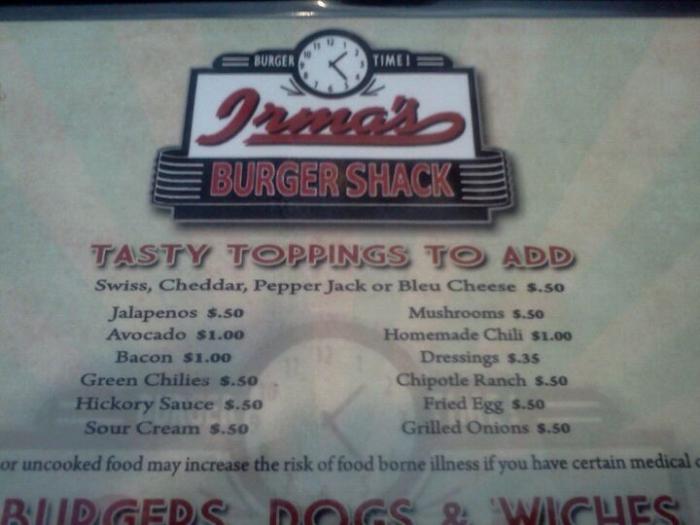 BURGER TIME!
Irma's
BURGER SHACK
TASTY TOPPINGS TO ADD
Swiss, Cheddar, Pepper Jack or Bleu Cheese $.50
Jalapenos $.50
Avocado $1.00
Bacon $1.00
Green Chilies $.50
Hickory Sauce $.50
Sour Cream $.50
Mushrooms $.50
Homemade Chili $1.00
Dressings $.35
Chipotle Ranch $.50
Fried Egg $.50
Grilled Onions $.50
or uncooked food may increase the risk of food borne illness if you have certain medical
BURGERS, DOGS & 'WICHES